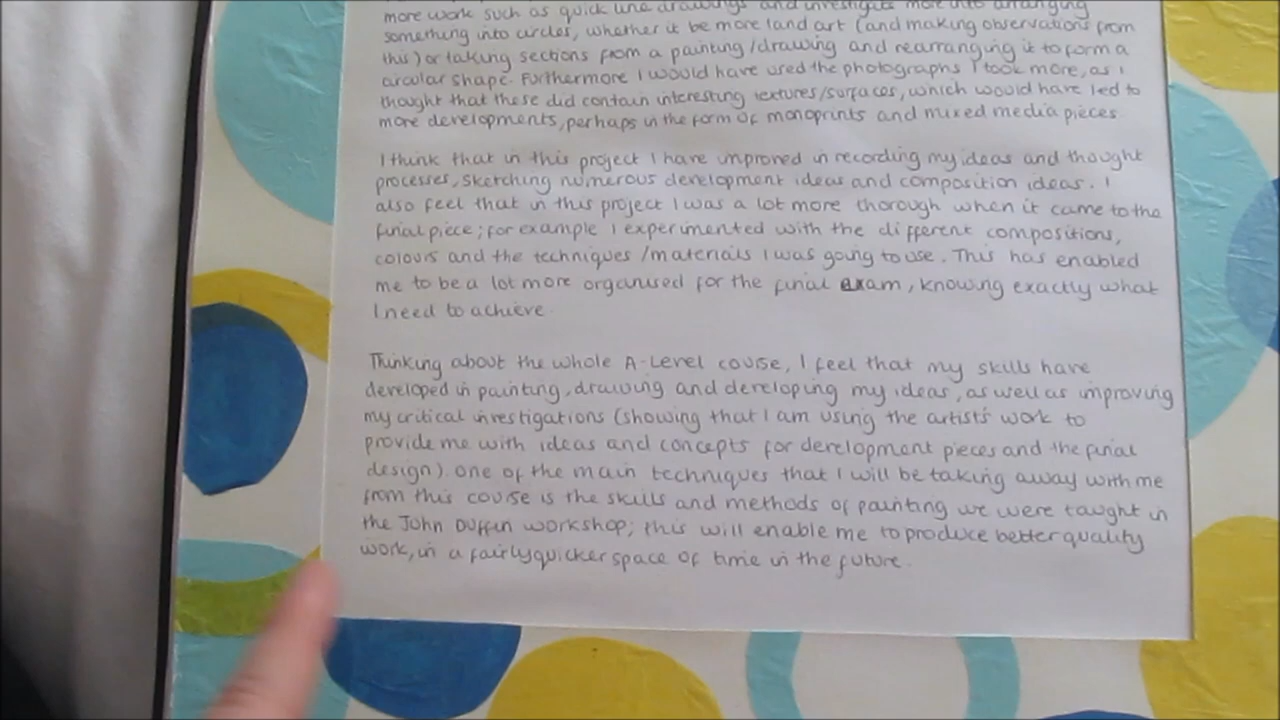 more work such as quick line drawings and investigate more into arranging
something into circles, whether it be more land art (and making observations from
this) or taking sections from a painting/drawing and rearranging it to form a
circular shape. Furthermore I would have used the photographs I took more, as I
thought that these did contain interesting textures/surfaces, which would have led to
more developments, perhaps in the form of monoprints and mixed media pieces
I think that in this project I have improved in recording my ideas and thought
processes, sketching numerous development ideas and composition ideas. I
also feel that in this project I was a lot more thorough when it came to the
final piece; for example I experimented with the different compositions,
colours and the techniques/materials I was going to use. This has enabled
me to be a lot more organised for the final exam, knowing exactly what
I need to achieve.
Thinking about the whole A-Level course, I feel that my skills have
developed in painting, drawing and developing my ideas, as well as improving
my critical investigations (showing that I am using the artist's work to
provide me with ideas and concepts for development pieces and the final
design). One of the main techniques that I will be taking away with me
from this course is the skills and methods of painting we were taught in
the John Duffin workshop; this will enable me to produce better quality
work, in a fairly quicker space of time in the future.